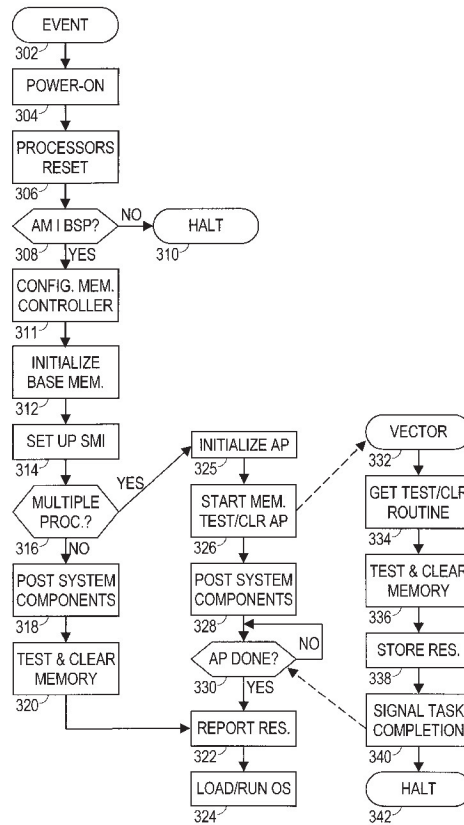 EVENT
302
POWER-ON
304
PROCESSORS
RESET
306
AM I BSP?
NO
HALT
308
YES
310
CONFIG. MEM.
CONTROLLER
311
INITIALIZE
BASE MEM.
312
SET UP SMI
314
YES
MULTIPLE
PROC.?
316
NO
POST SYSTEM
COMPONENTS
318
TEST & CLEAR
MEMORY
320
INITIALIZE AP
325
START MEM.
TEST/CLR AP
326
POST SYSTEM
COMPONENTS
328
NO
AP DONE?
330
YES
REPORT RES.
322
LOAD/RUN OS
324
VECTOR
332
GET TEST/CLR
ROUTINE
334
TEST & CLEAR
MEMORY
336
STORE RES.
338
SIGNAL TASK
COMPLETION
340
HALT
342